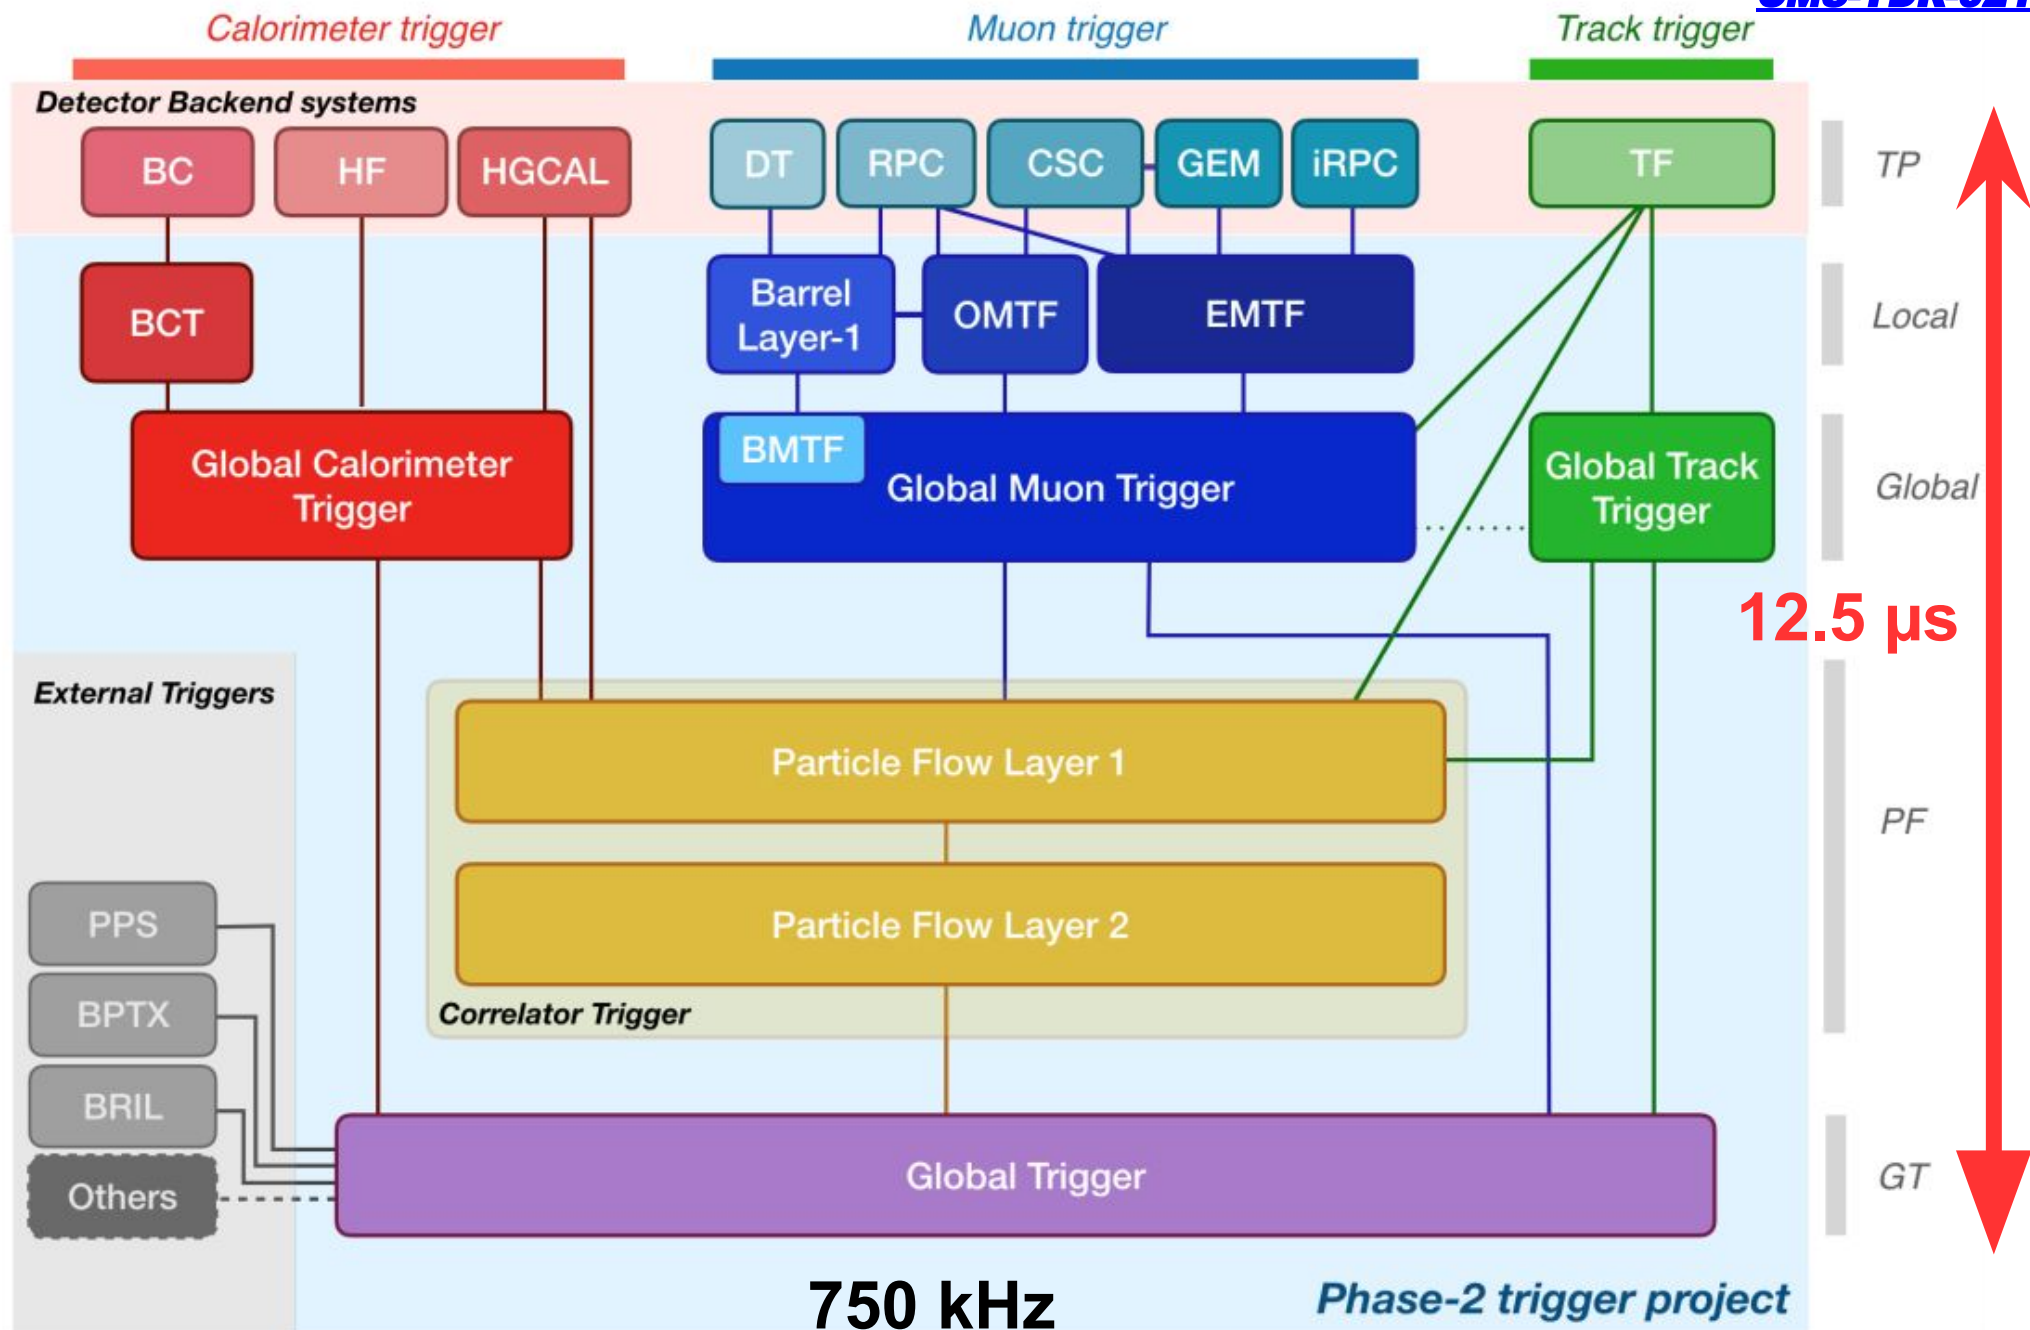 Calorimeter trigger
Muon trigger
Track trigger
Detector Backend systems
BC
HF
HGCAL
DT
RPC
CSC
GEM
iRPC
TF
TP
BCT
Barrel
Layer-1
OMTF
EMTF
Local
Global Calorimeter
Trigger
BMTF
Global Muon Trigger
Global Track
Trigger
Global
12.5 µs
External Triggers
Particle Flow Layer 1
PF
Particle Flow Layer 2
Correlator Trigger
PPS
BPTX
BRIL
Others
Global Trigger
GT
750 kHz
Phase-2 trigger project